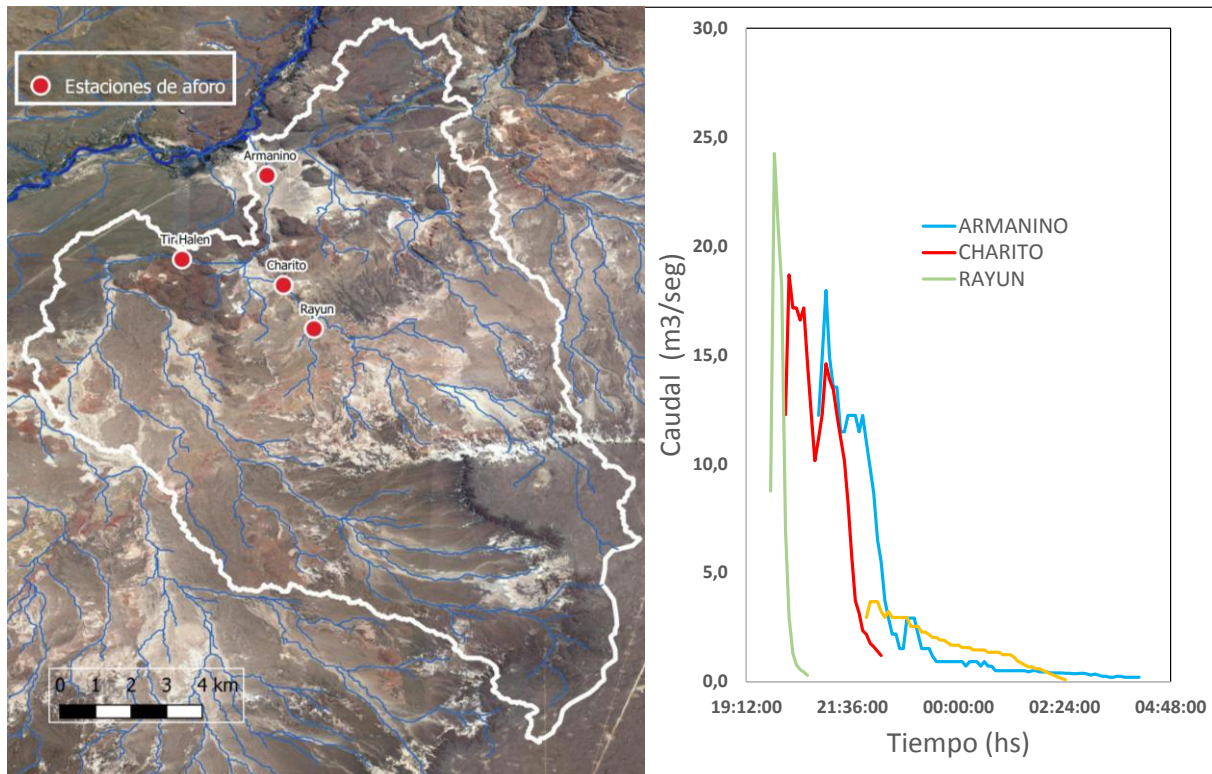 Estaciones de aforo
Armanino
Tir Halen
Charito
Rayun
0 1 2 3 4 km
30,0
25,0
20,0
15,0
10,0
5,0
0,0
Caudal (m3/seg)
ARMANINO
CHARITO
RAYUN
19:12:00 21:36:00 00:00:00 02:24:00 04:48:00
Tiempo (hs)